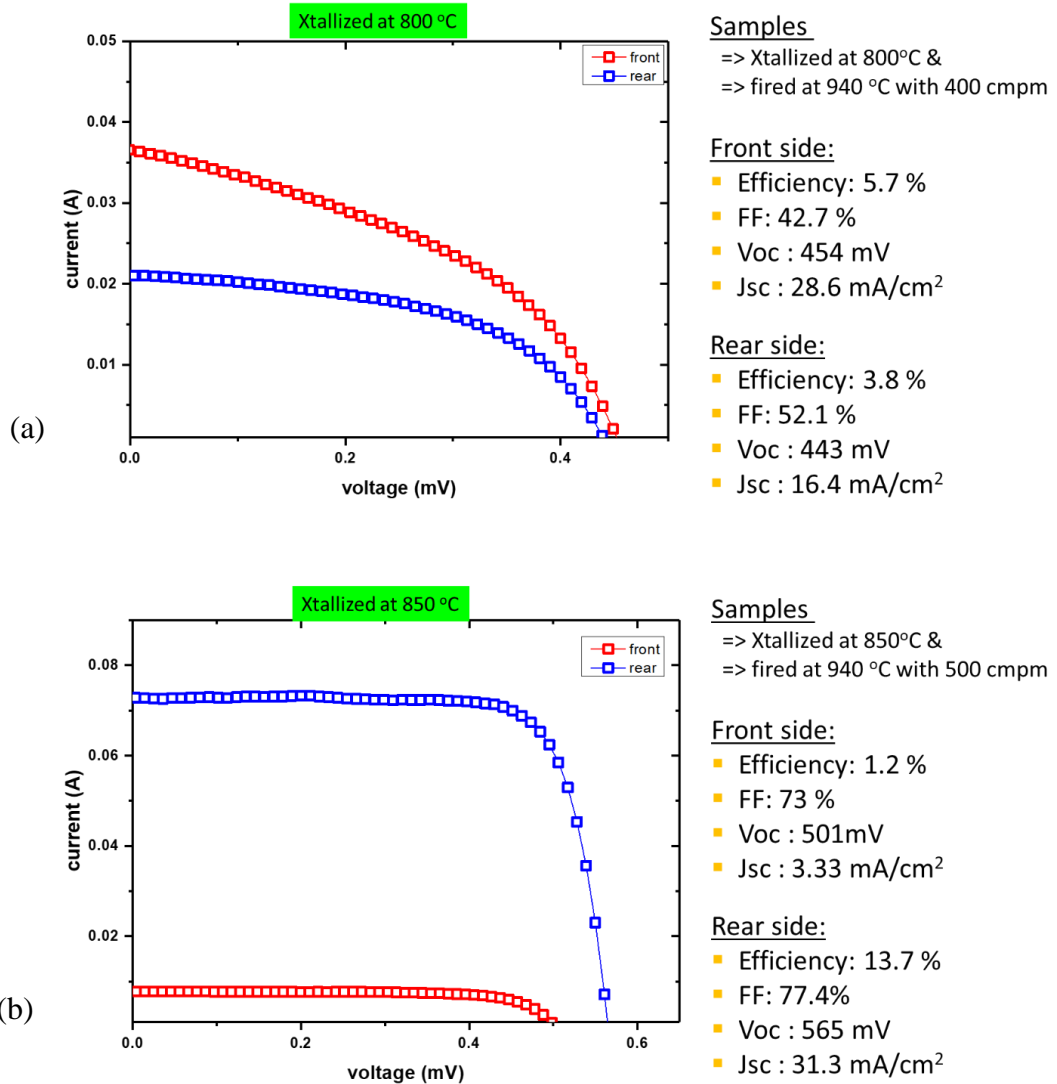 Xtallized at 800 °C
0.05
0.04
0.03
0.02
0.01
0.0
0.2
0.4
current (A)
voltage (mV)
front
rear
(a)
Samples
=> Xtallized at 800°C &
=> fired at 940 °C with 400 cmpm
Front side:
Efficiency: 5.7 %
FF: 42.7 %
Voc : 454 mV
Jsc : 28.6 mA/cm²
Rear side:
Efficiency: 3.8 %
FF: 52.1 %
Voc : 443 mV
Jsc : 16.4 mA/cm²
Xtallized at 850 °C
0.08
0.06
0.04
0.02
0.0
0.2
0.4
0.6
current (A)
voltage (mV)
front
rear
(b)
Samples
=> Xtallized at 850°C &
=> fired at 940 °C with 500 cmpm
Front side:
Efficiency: 1.2 %
FF: 73 %
Voc : 501mV
Jsc : 3.33 mA/cm²
Rear side:
Efficiency: 13.7 %
FF: 77.4%
Voc : 565 mV
Jsc : 31.3 mA/cm²